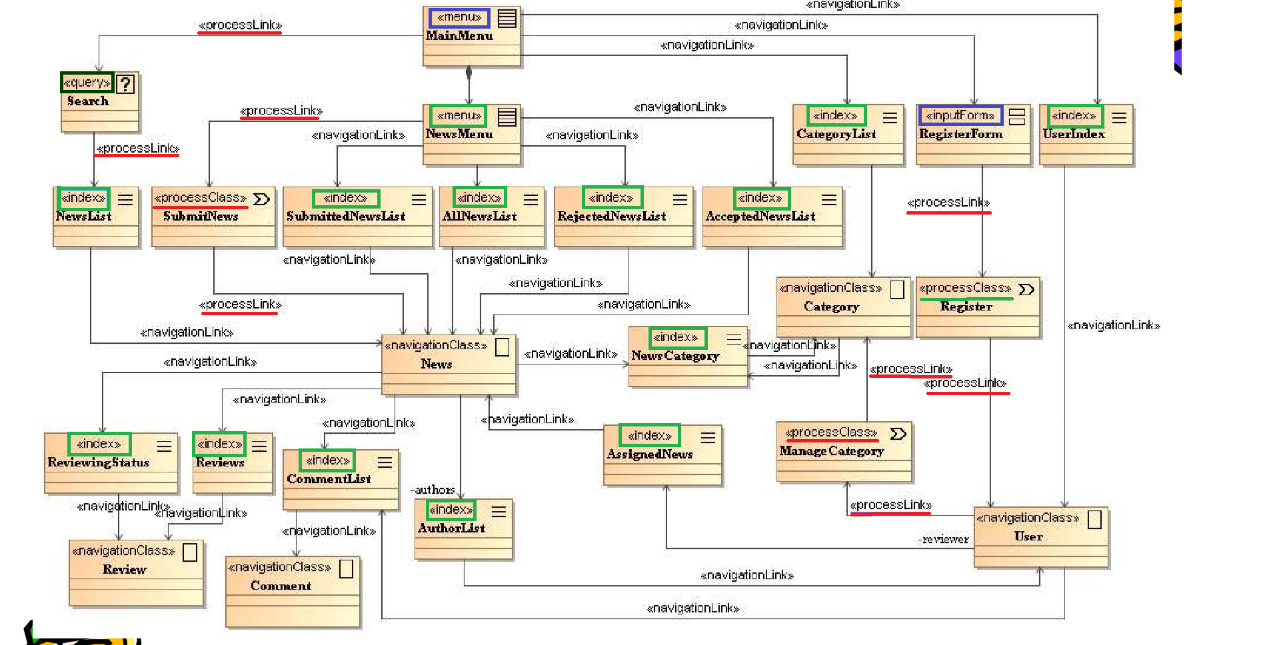 «navigationLink»
«processLink»
«menu»
MainMenu
«navigationLink»
«navigationLink»
«query»
Search
«processLink»
«menu»
NewsMenu
«navigationLink»
«navigationLink»
«navigationLink»
«index»
CategoryList
«inputForm»
RegisterForm
«index»
UserIndex
«processLink»
«index»
NewsList
«processClass»
SubmitNews
«index»
SubmittedNewsList
«index»
AllNewsList
«index»
RejectedNewsList
«index»
AcceptedNewsList
«processLink»
«navigationLink»
«navigationLink»
«navigationLink»
«processLink»
«navigationLink»
«navigationClass»
Category
«processClass»
Register
«navigationLink»
«navigationLink»
«navigationClass»
News
«navigationLink»
«index»
NewsCategory
«navigationLink»
«navigationLink»
«navigationLink»
«processLink»
«processLink»
«navigationLink»
«navigationLink»
«navigationLink»
«index»
ReviewingStatus
«index»
Reviews
«index»
CommentList
«index»
AssignedNews
«processClass»
ManageCategory
-authors
«index»
AuthorList
«navigationLink»
«navigationLink»
«processLink»
«navigationClass»
User
«navigationLink»
-reviewer
«navigationClass»
Review
«navigationClass»
Comment
«navigationLink»
«navigationLink»